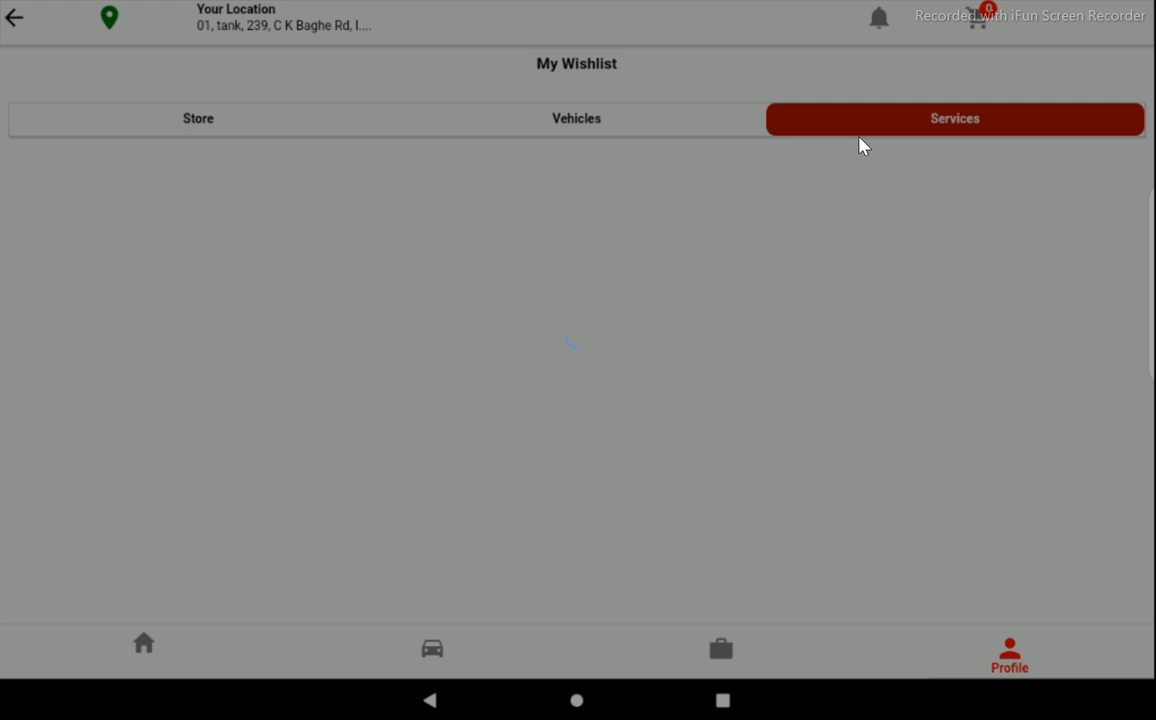 Your Location
01, tank, 239, C K Baghe Rd, I....
Recorded with iFun Screen Recorder
0
My Wishlist
Store
Vehicles
Services
Profile